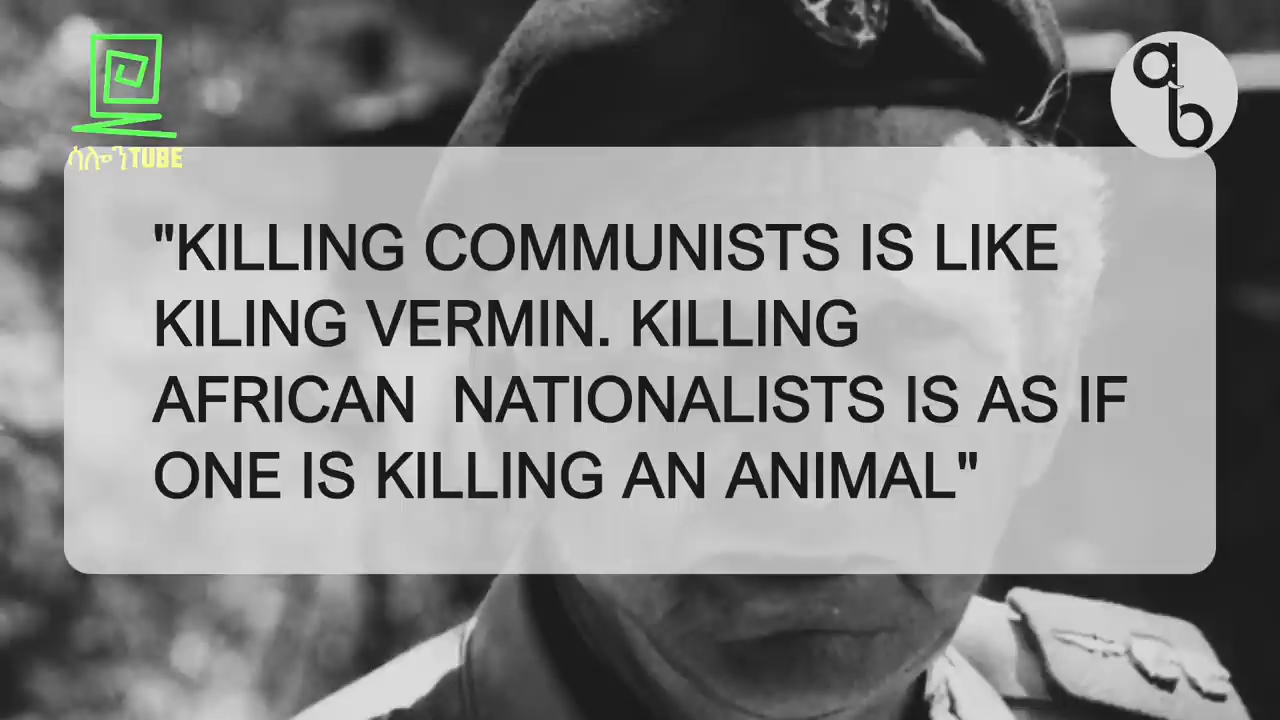 ሳሎንTUBE
ab
"KILLING COMMUNISTS IS LIKE
KILING VERMIN. KILLING
AFRICAN NATIONALISTS IS AS IF
ONE IS KILLING AN ANIMAL"